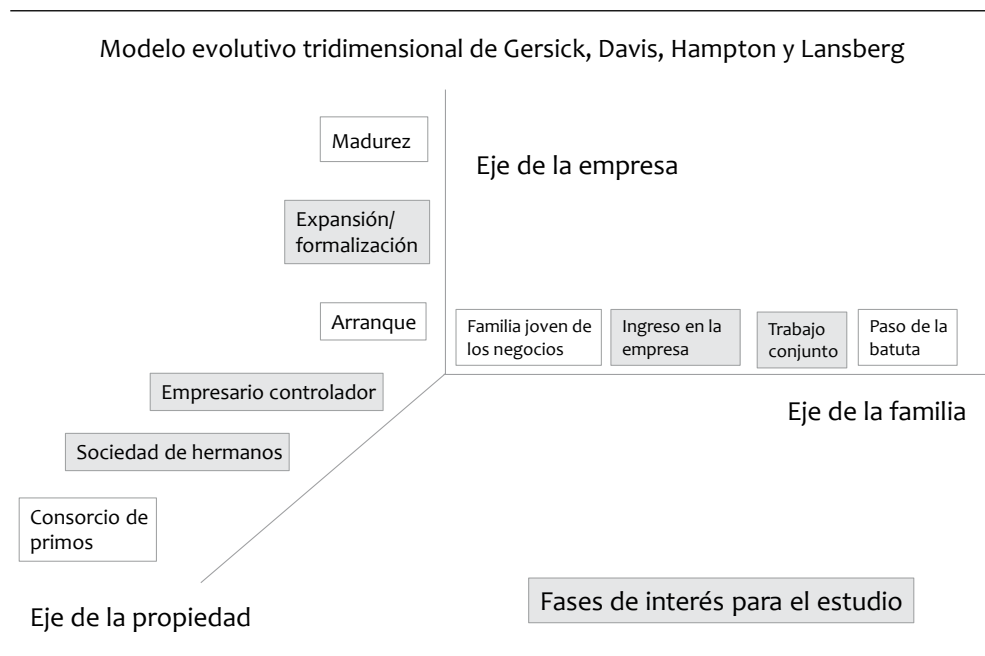 Modelo evolutivo tridimensional de Gersick, Davis, Hampton y Lansberg
Madurez
Eje de la empresa
Expansión/
formalización
Arranque
Familia joven de
los negocios
Ingreso en la
empresa
Trabajo
conjunto
Paso de la
batuta
Empresario controlador
Eje de la familia
Sociedad de hermanos
Consorcio de
primos
Eje de la propiedad
Fases de interés para el estudio